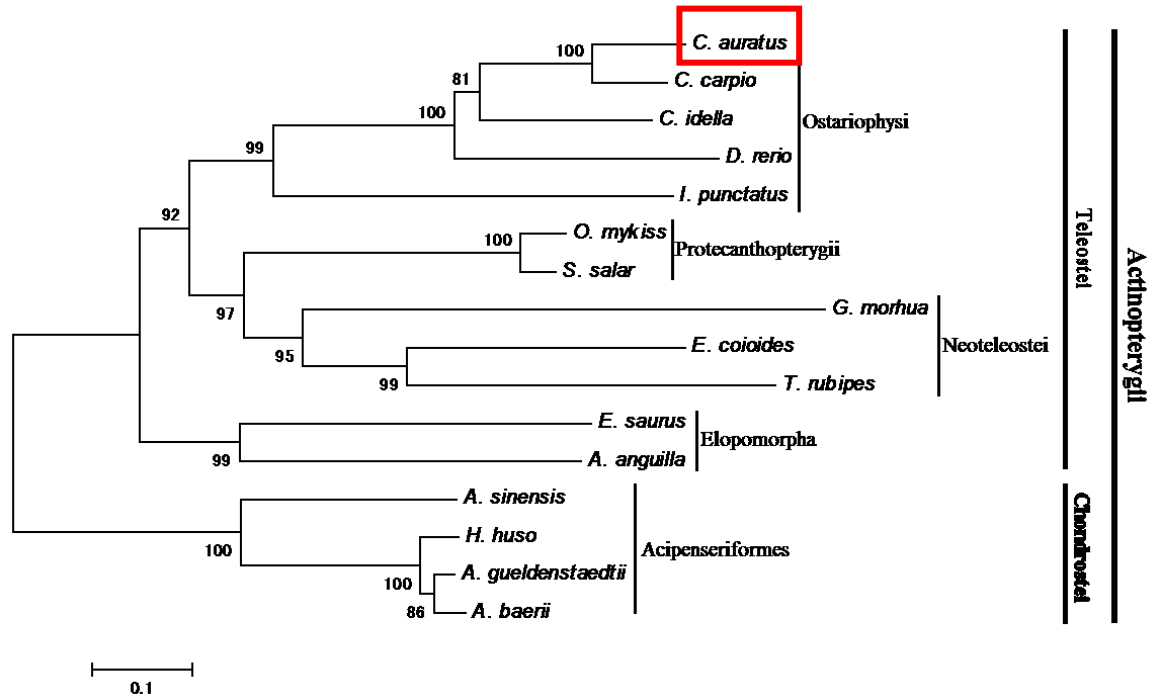 C. auratus
100
C. carpio
81
C. idella
Ostariophysi
100
D. rerio
99
I. punctatus
92
O. mykiss
100
Protecanthopterygii
S. salar
97
G. morhua
95
E. coioides
Neoteleostei
99
T. rubipes
E. saurus
Elopomorpha
99
A. anguilla
Teleostei
Actinopterygii
A. sinensis
100
H. huso
Acipenseriformes
100
A. gueldenstaedtii
86
A. baerii
Chondrostei
0.1